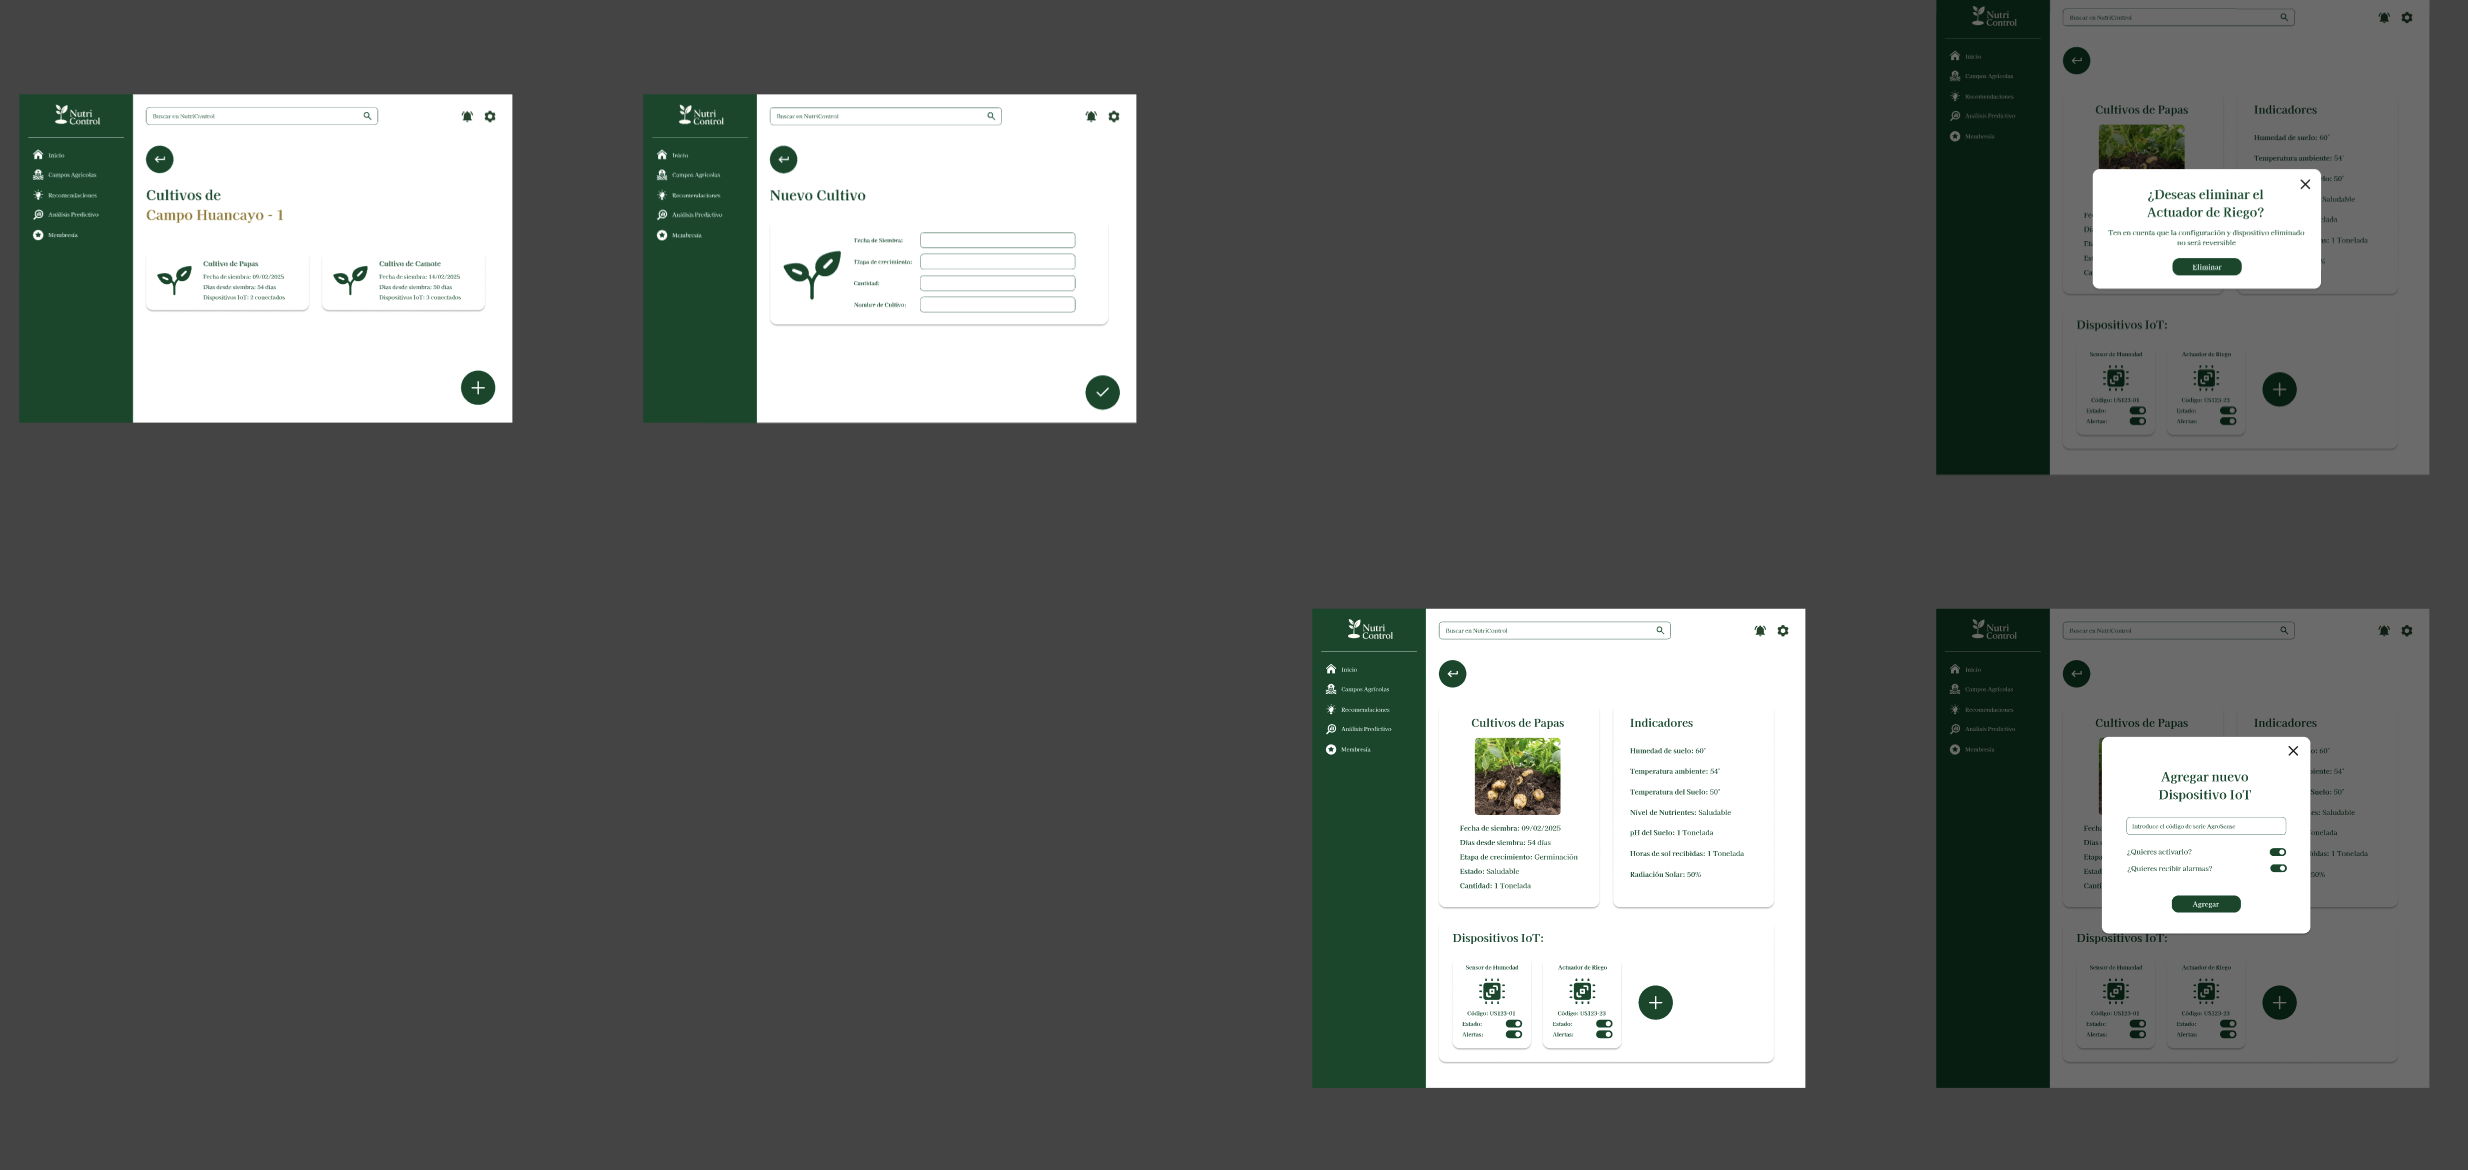 Nutri
Control
Buscar en NutriControl
Inicio
Campos Agrícolas
Recomendaciones
Análisis Predictivo
Membresía
Cultivos de
Campo Huancayo - 1
Cultivo de Papas
Fecha de siembra: 09/02/2025
Días desde siembra: 54 días
Dispositivos IoT: 2 conectados
Cultivo de Camote
Fecha de siembra: 14/02/2025
Días desde siembra: 50 días
Dispositivos IoT: 3 conectados
Nutri
Control
Buscar en NutriControl
Inicio
Campos Agrícolas
Recomendaciones
Análisis Predictivo
Membresía
Nuevo Cultivo
Fecha de Siembra:
Etapa de crecimiento:
Cantidad:
Nombre de Cultivo:
Nutri
Control
Buscar en NutriControl
Inicio
Campos Agrícolas
Recomendaciones
Análisis Predictivo
Membresía
Cultivos de Papas
Indicadores
Humedad de suelo: 60°
Temperatura ambiente: 54°
lo: 50°
Saludable
elada
: 1 Tonelada
¿Deseas eliminar el
Actuador de Riego?
Ten en cuenta que la configuración y dispositivo eliminado
no será reversible
Eliminar
Dispositivos IoT:
Sensor de Humedad
Código: US123-01
Estado:
Alertas:
Actuador de Riego
Código: US123-23
Estado:
Alertas:
Nutri
Control
Buscar en NutriControl
Inicio
Campos Agrícolas
Recomendaciones
Análisis Predictivo
Membresía
Cultivos de Papas
Fecha de siembra: 09/02/2025
Días desde siembra: 54 días
Etapa de crecimiento: Germinación
Estado: Saludable
Cantidad: 1 Tonelada
Indicadores
Humedad de suelo: 60°
Temperatura ambiente: 54°
Temperatura del Suelo: 50°
Nivel de Nutrientes: Saludable
pH del Suelo: 1 Tonelada
Horas de sol recibidas: 1 Tonelada
Radiación Solar: 50%
Dispositivos IoT:
Sensor de Humedad
Código: US123-01
Estado:
Alertas:
Actuador de Riego
Código: US123-23
Estado:
Alertas:
Nutri
Control
Buscar en NutriControl
Inicio
Campos Agrícolas
Recomendaciones
Análisis Predictivo
Membresía
Cultivos de Papas
Indicadores
Agregar nuevo
Dispositivo IoT
Introduce el código de serie AgroSense
¿Quieres activarlo?
¿Quieres recibir alarmas?
Agregar
o: 60°
iente: 54°
Suelo: 50°
es: Saludable
onelada
bidas: 1 Tonelada
50%
Dispositivos IoT:
Sensor de Humedad
Código: US123-01
Estado:
Alertas:
Actuador de Riego
Código: US123-23
Estado:
Alertas: